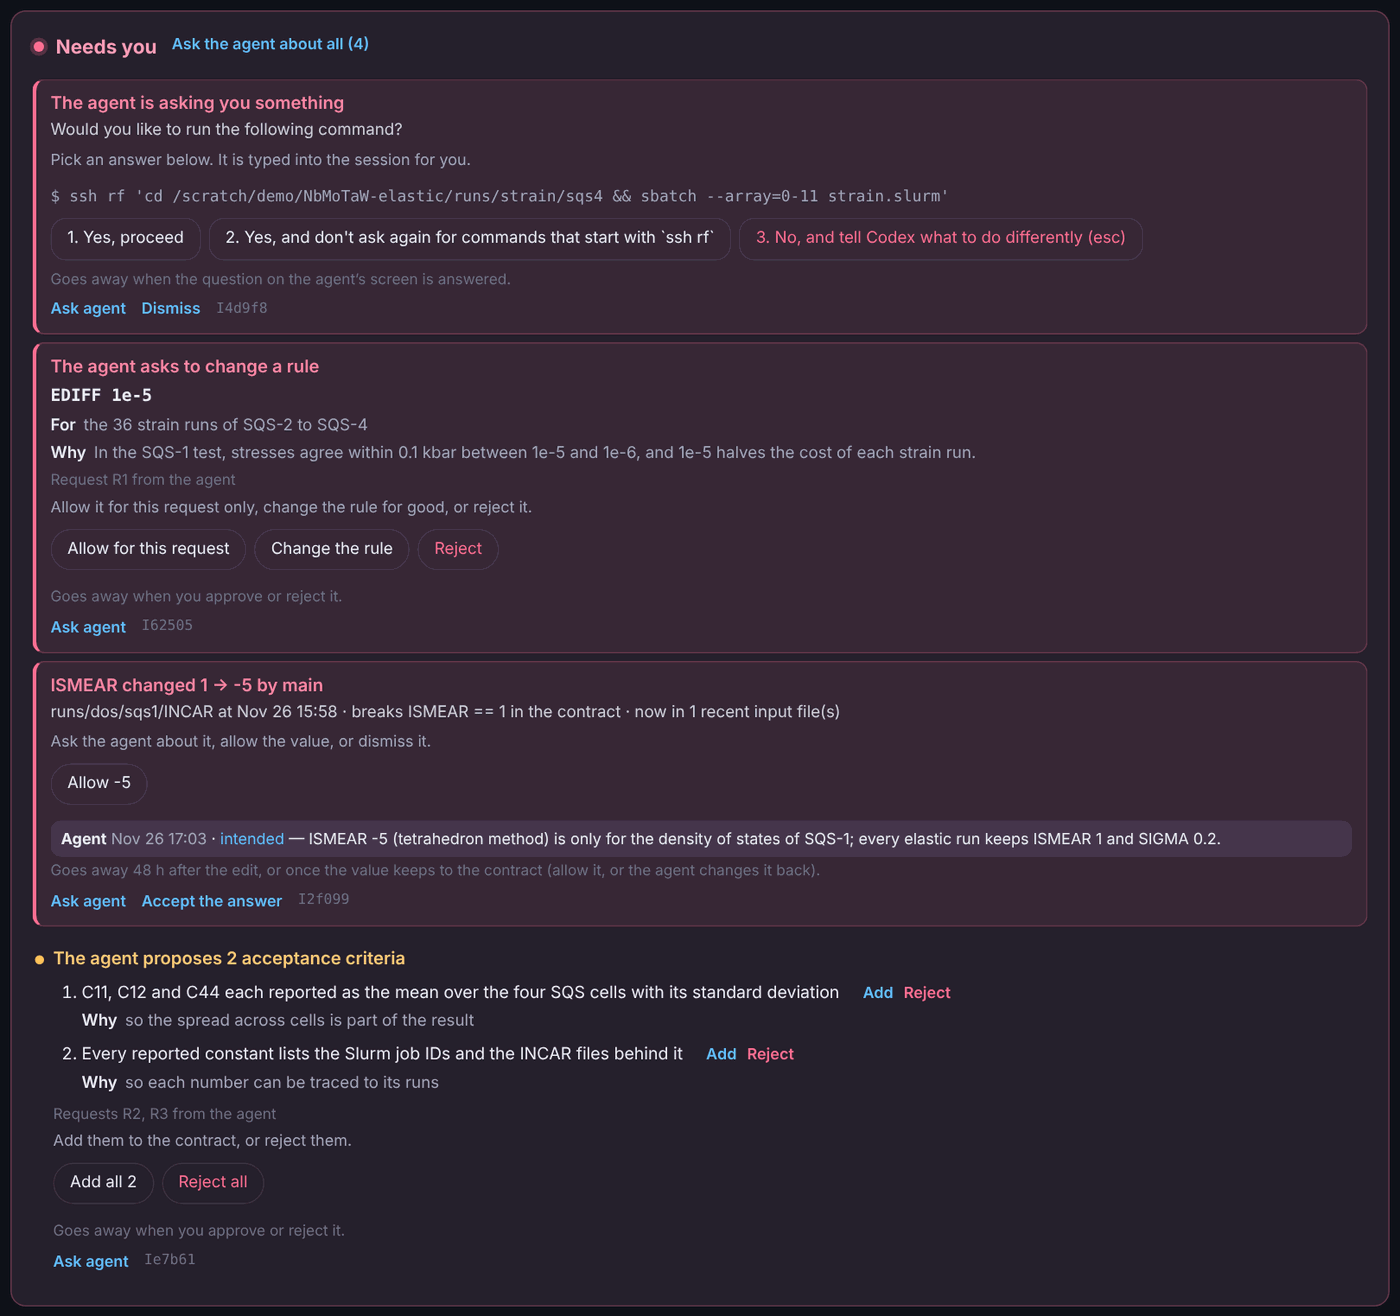 Needs you Ask the agent about all (4)
The agent is asking you something
Would you like to run the following command?
Pick an answer below. It is typed into the session for you.
$ ssh rf 'cd /scratch/demo/NbMoTaW-elastic/runs/strain/sqs4 && sbatch --array=0-11 strain.slurm'
1. Yes, proceed 2. Yes, and don't ask again for commands that start with `ssh rf` 3. No, and tell Codex what to do differently (esc)
Goes away when the question on the agent’s screen is answered.
Ask agent Dismiss I4d9f8
The agent asks to change a rule
EDIFF 1e-5
For the 36 strain runs of SQS-2 to SQS-4
Why In the SQS-1 test, stresses agree within 0.1 kbar between 1e-5 and 1e-6, and 1e-5 halves the cost of each strain run.
Request R1 from the agent
Allow it for this request only, change the rule for good, or reject it.
Allow for this request Change the rule Reject
Goes away when you approve or reject it.
Ask agent I62505
ISMEAR changed 1 → -5 by main
runs/dos/sqs1/INCAR at Nov 26 15:58 · breaks ISMEAR == 1 in the contract · now in 1 recent input file(s)
Ask the agent about it, allow the value, or dismiss it.
Allow -5
Agent Nov 26 17:03 · intended — ISMEAR -5 (tetrahedron method) is only for the density of states of SQS-1; every elastic run keeps ISMEAR 1 and SIGMA 0.2.
Goes away 48 h after the edit, or once the value keeps to the contract (allow it, or the agent changes it back).
Ask agent Accept the answer I2f099
The agent proposes 2 acceptance criteria
1. C11, C12 and C44 each reported as the mean over the four SQS cells with its standard deviation Add Reject
Why so the spread across cells is part of the result
2. Every reported constant lists the Slurm job IDs and the INCAR files behind it Add Reject
Why so each number can be traced to its runs
Requests R2, R3 from the agent
Add them to the contract, or reject them.
Add all 2 Reject all
Goes away when you approve or reject it.
Ask agent Ie7b61